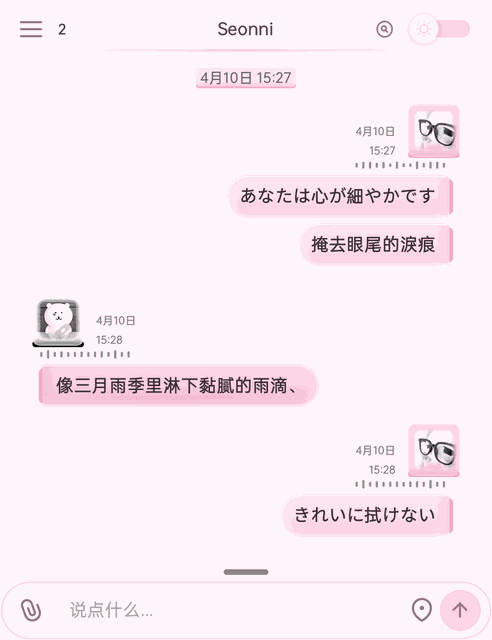 2
Seonni
4月10日 15:27
4月10日
15:27
あなたは心が細やかです
掩去眼尾的淚痕
4月10日
15:28
像三月雨季里淋下黏膩的雨滴、
4月10日
15:28
きれいに拭けない
说点什么...